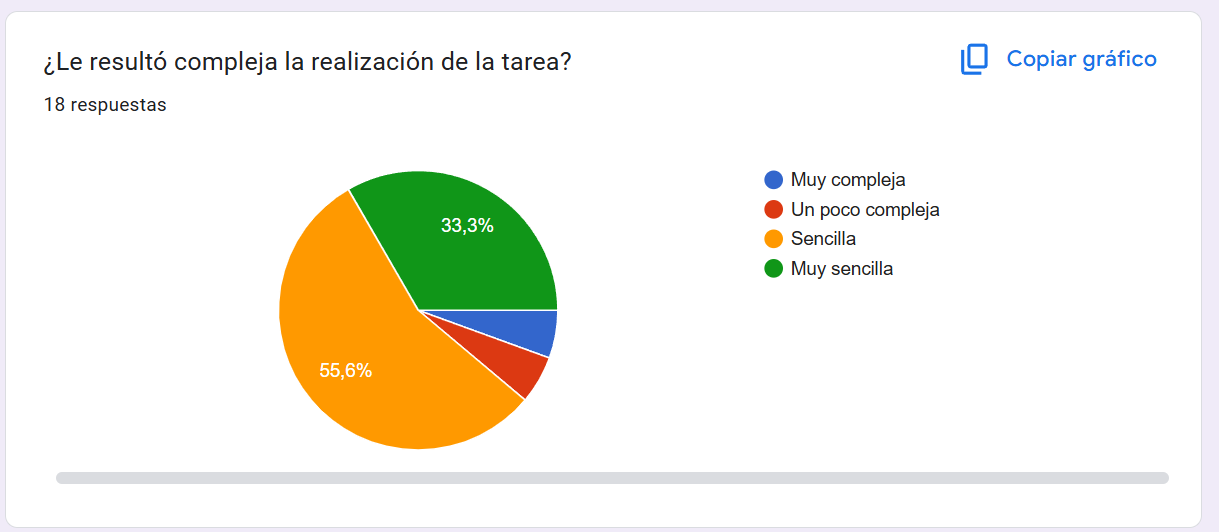 ¿Le resultó compleja la realización de la tarea?
Copiar gráfico
18 respuestas
33,3%
55,6%
Muy compleja
Un poco compleja
Sencilla
Muy sencilla